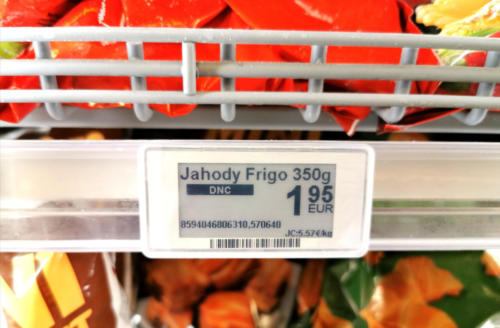 Jahody Frigo 350g
DNC
1 95
EUR
8594046806310,570640
JC:5.57€/kg